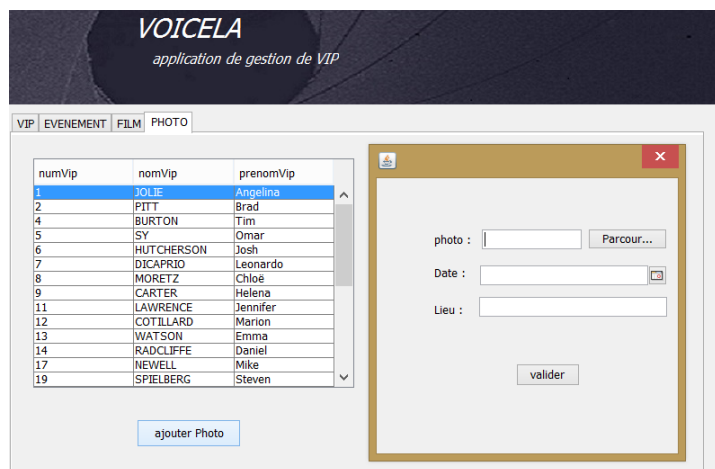 VOICELA
application de gestion de VIP
VIP EVENEMENT FILM PHOTO
numVip nomVip prenomVip
1 JOLIE Angelina
2 PITT Brad
4 BURTON Tim
5 SY Omar
6 HUTCHERSON Josh
7 DICAPRIO Leonardo
8 MORETZ Chloë
9 CARTER Helena
11 LAWRENCE Jennifer
12 COTILLARD Marion
13 WATSON Emma
14 RADCLIFFE Daniel
17 NEWELL Mike
19 SPIELBERG Steven
ajouter Photo
photo : Parcour...
Date :
Lieu :
valider